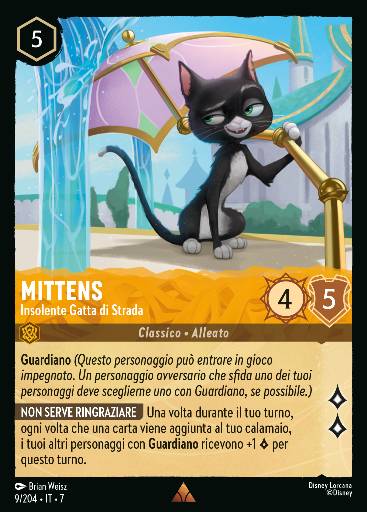 5
MITTENS
Insolente Gatta di Strada
4
5
Classico • Alleato
Guardiano (Questo personaggio può entrare in gioco
impegnato. Un personaggio avversario che sfida uno dei tuoi
personaggi deve sceglierne uno con Guardiano, se possibile.)
NON SERVE RINGRAZIARE Una volta durante il tuo turno,
ogni volta che una carta viene aggiunta al tuo calamaio,
i tuoi altri personaggi con Guardiano ricevono +1 per
questo turno.
Brian Weisz
9/204 • IT • 7
Disney Lorcana
©Disney